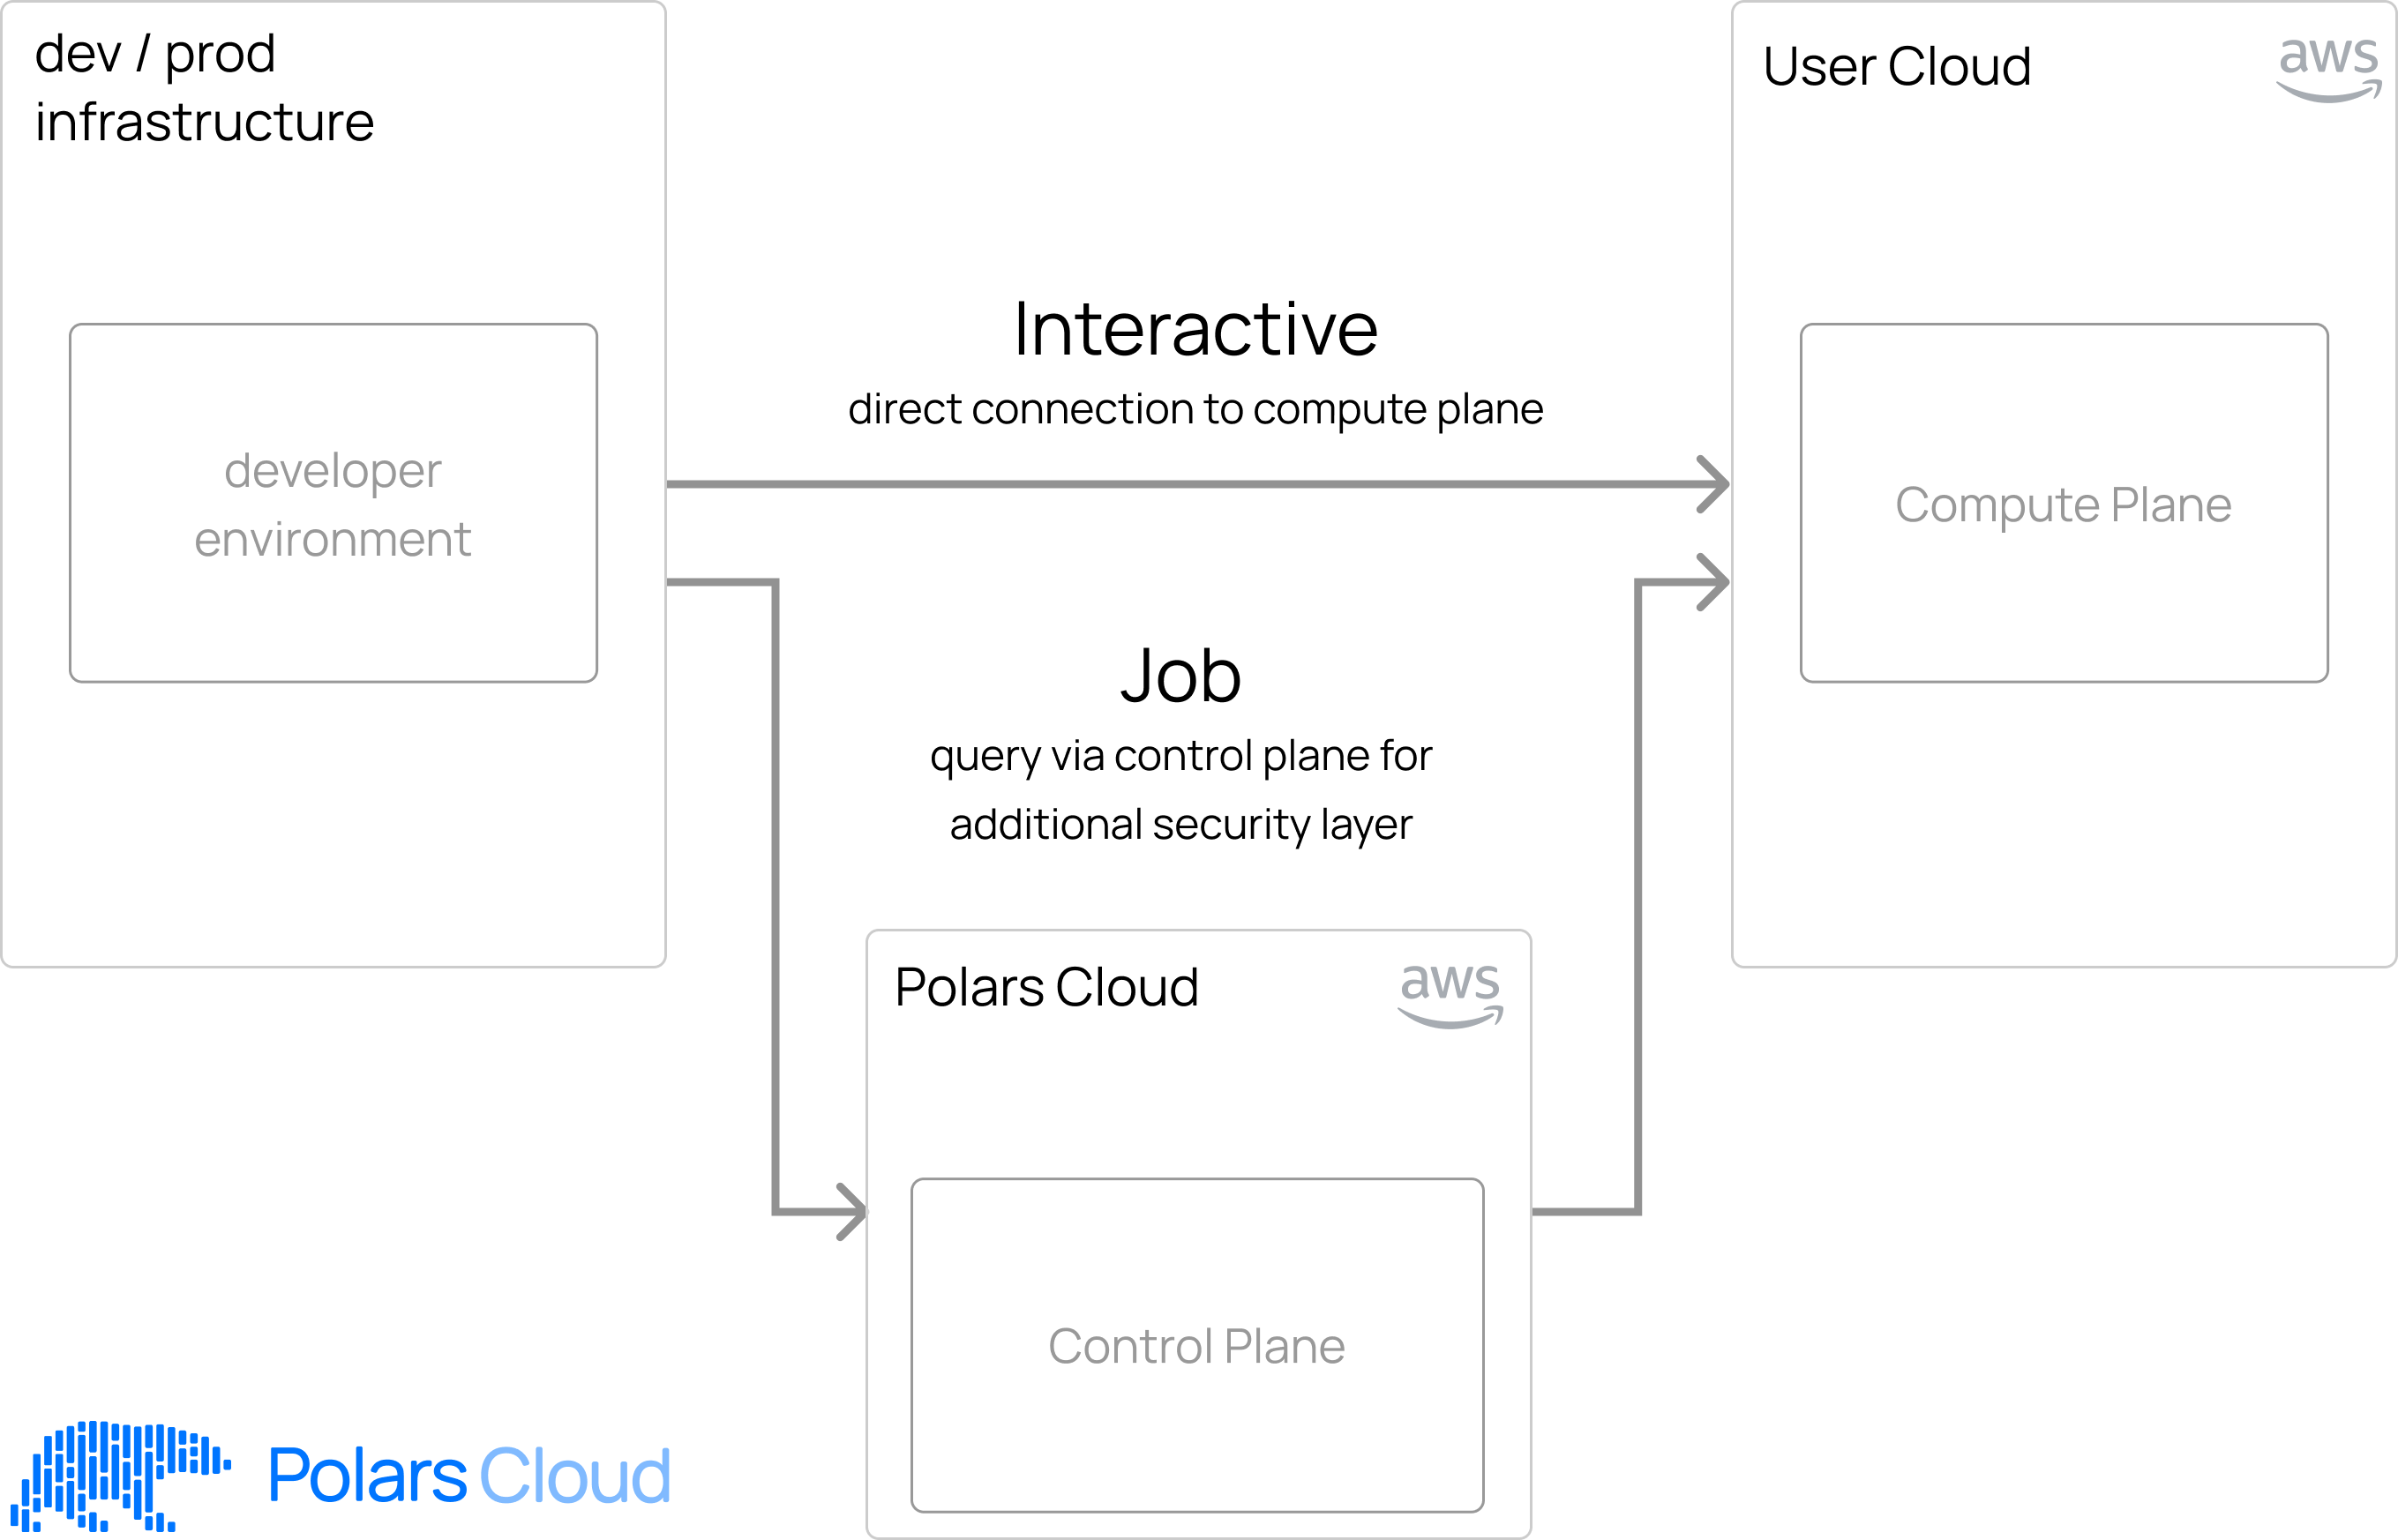 dev / prod
infrastructure
developer
environment
Interactive
direct connection to compute plane
Job
query via control plane for
additional security layer
User Cloud
aws
Compute Plane
Polars Cloud
aws
Control Plane
Polars Cloud